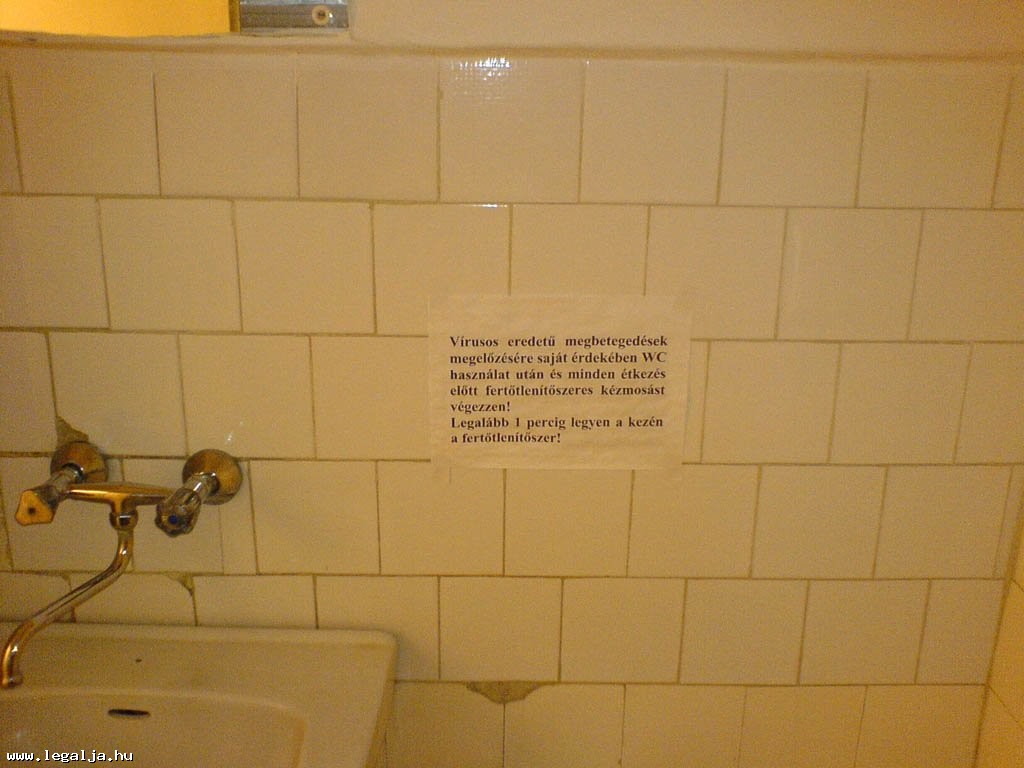 Vírusos eredetű megbetegedések
megelőzésére saját érdekében WC
használat után és minden étkezés
előtt fertőtlenítőszeres kézmosást
végezzen!
Legalább 1 percig legyen a kezén
a fertőtlenítőszer!
www.legalja.hu